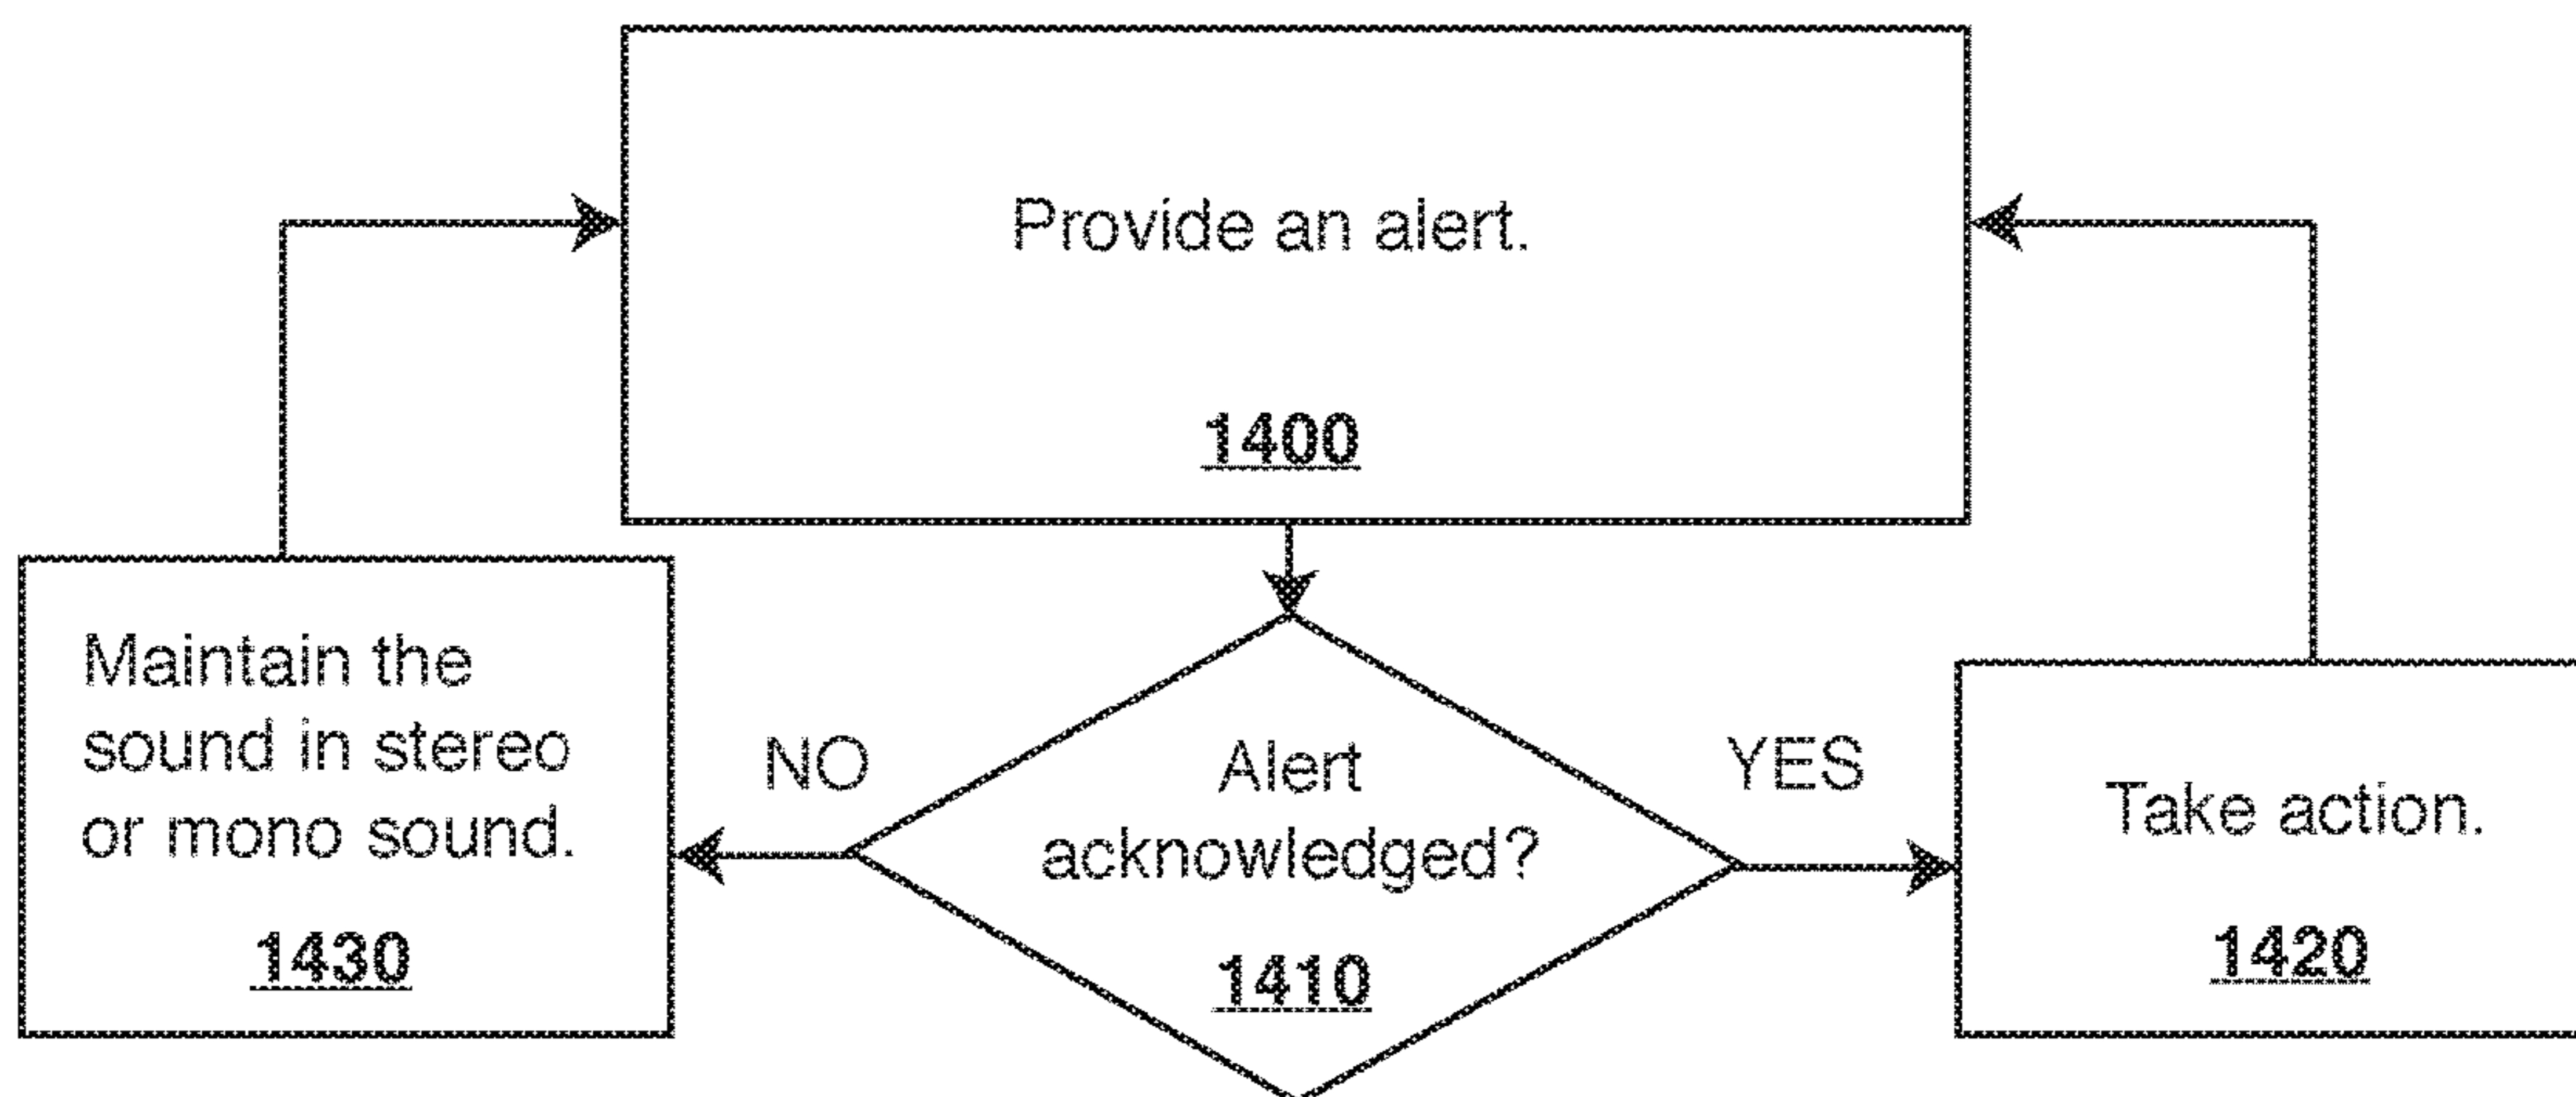 Provide an alert.
1400
Maintain the
sound in stereo
or mono sound.
1430
NO
Alert
acknowledged?
1410
YES
Take action.
1420